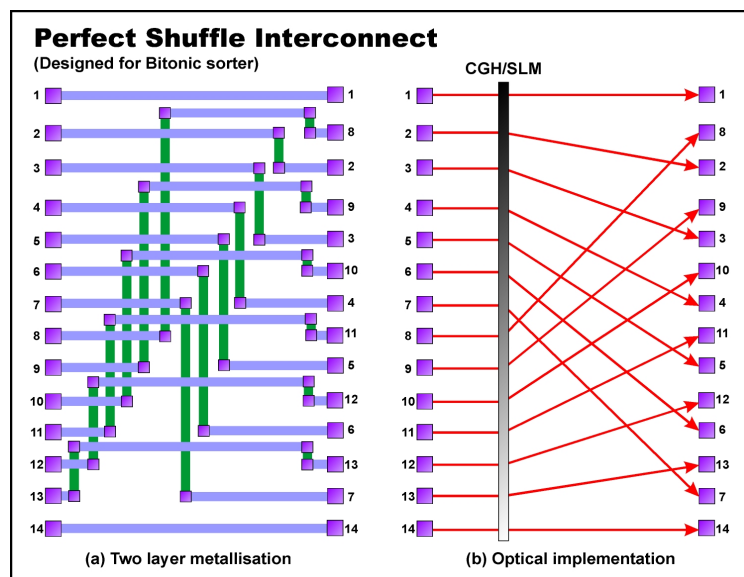 Perfect Shuffle Interconnect
(Designed for Bitonic sorter)
CGH/SLM
1 1 1 1
2 8 2 8
3 2 3 2
4 9 4 9
5 3 5 3
6 10 6 10
7 4 7 4
8 11 8 11
9 5 9 5
10 12 10 12
11 6 11 6
12 13 12 13
13 7 13 7
14 14 14 14
(a) Two layer metallisation (b) Optical implementation